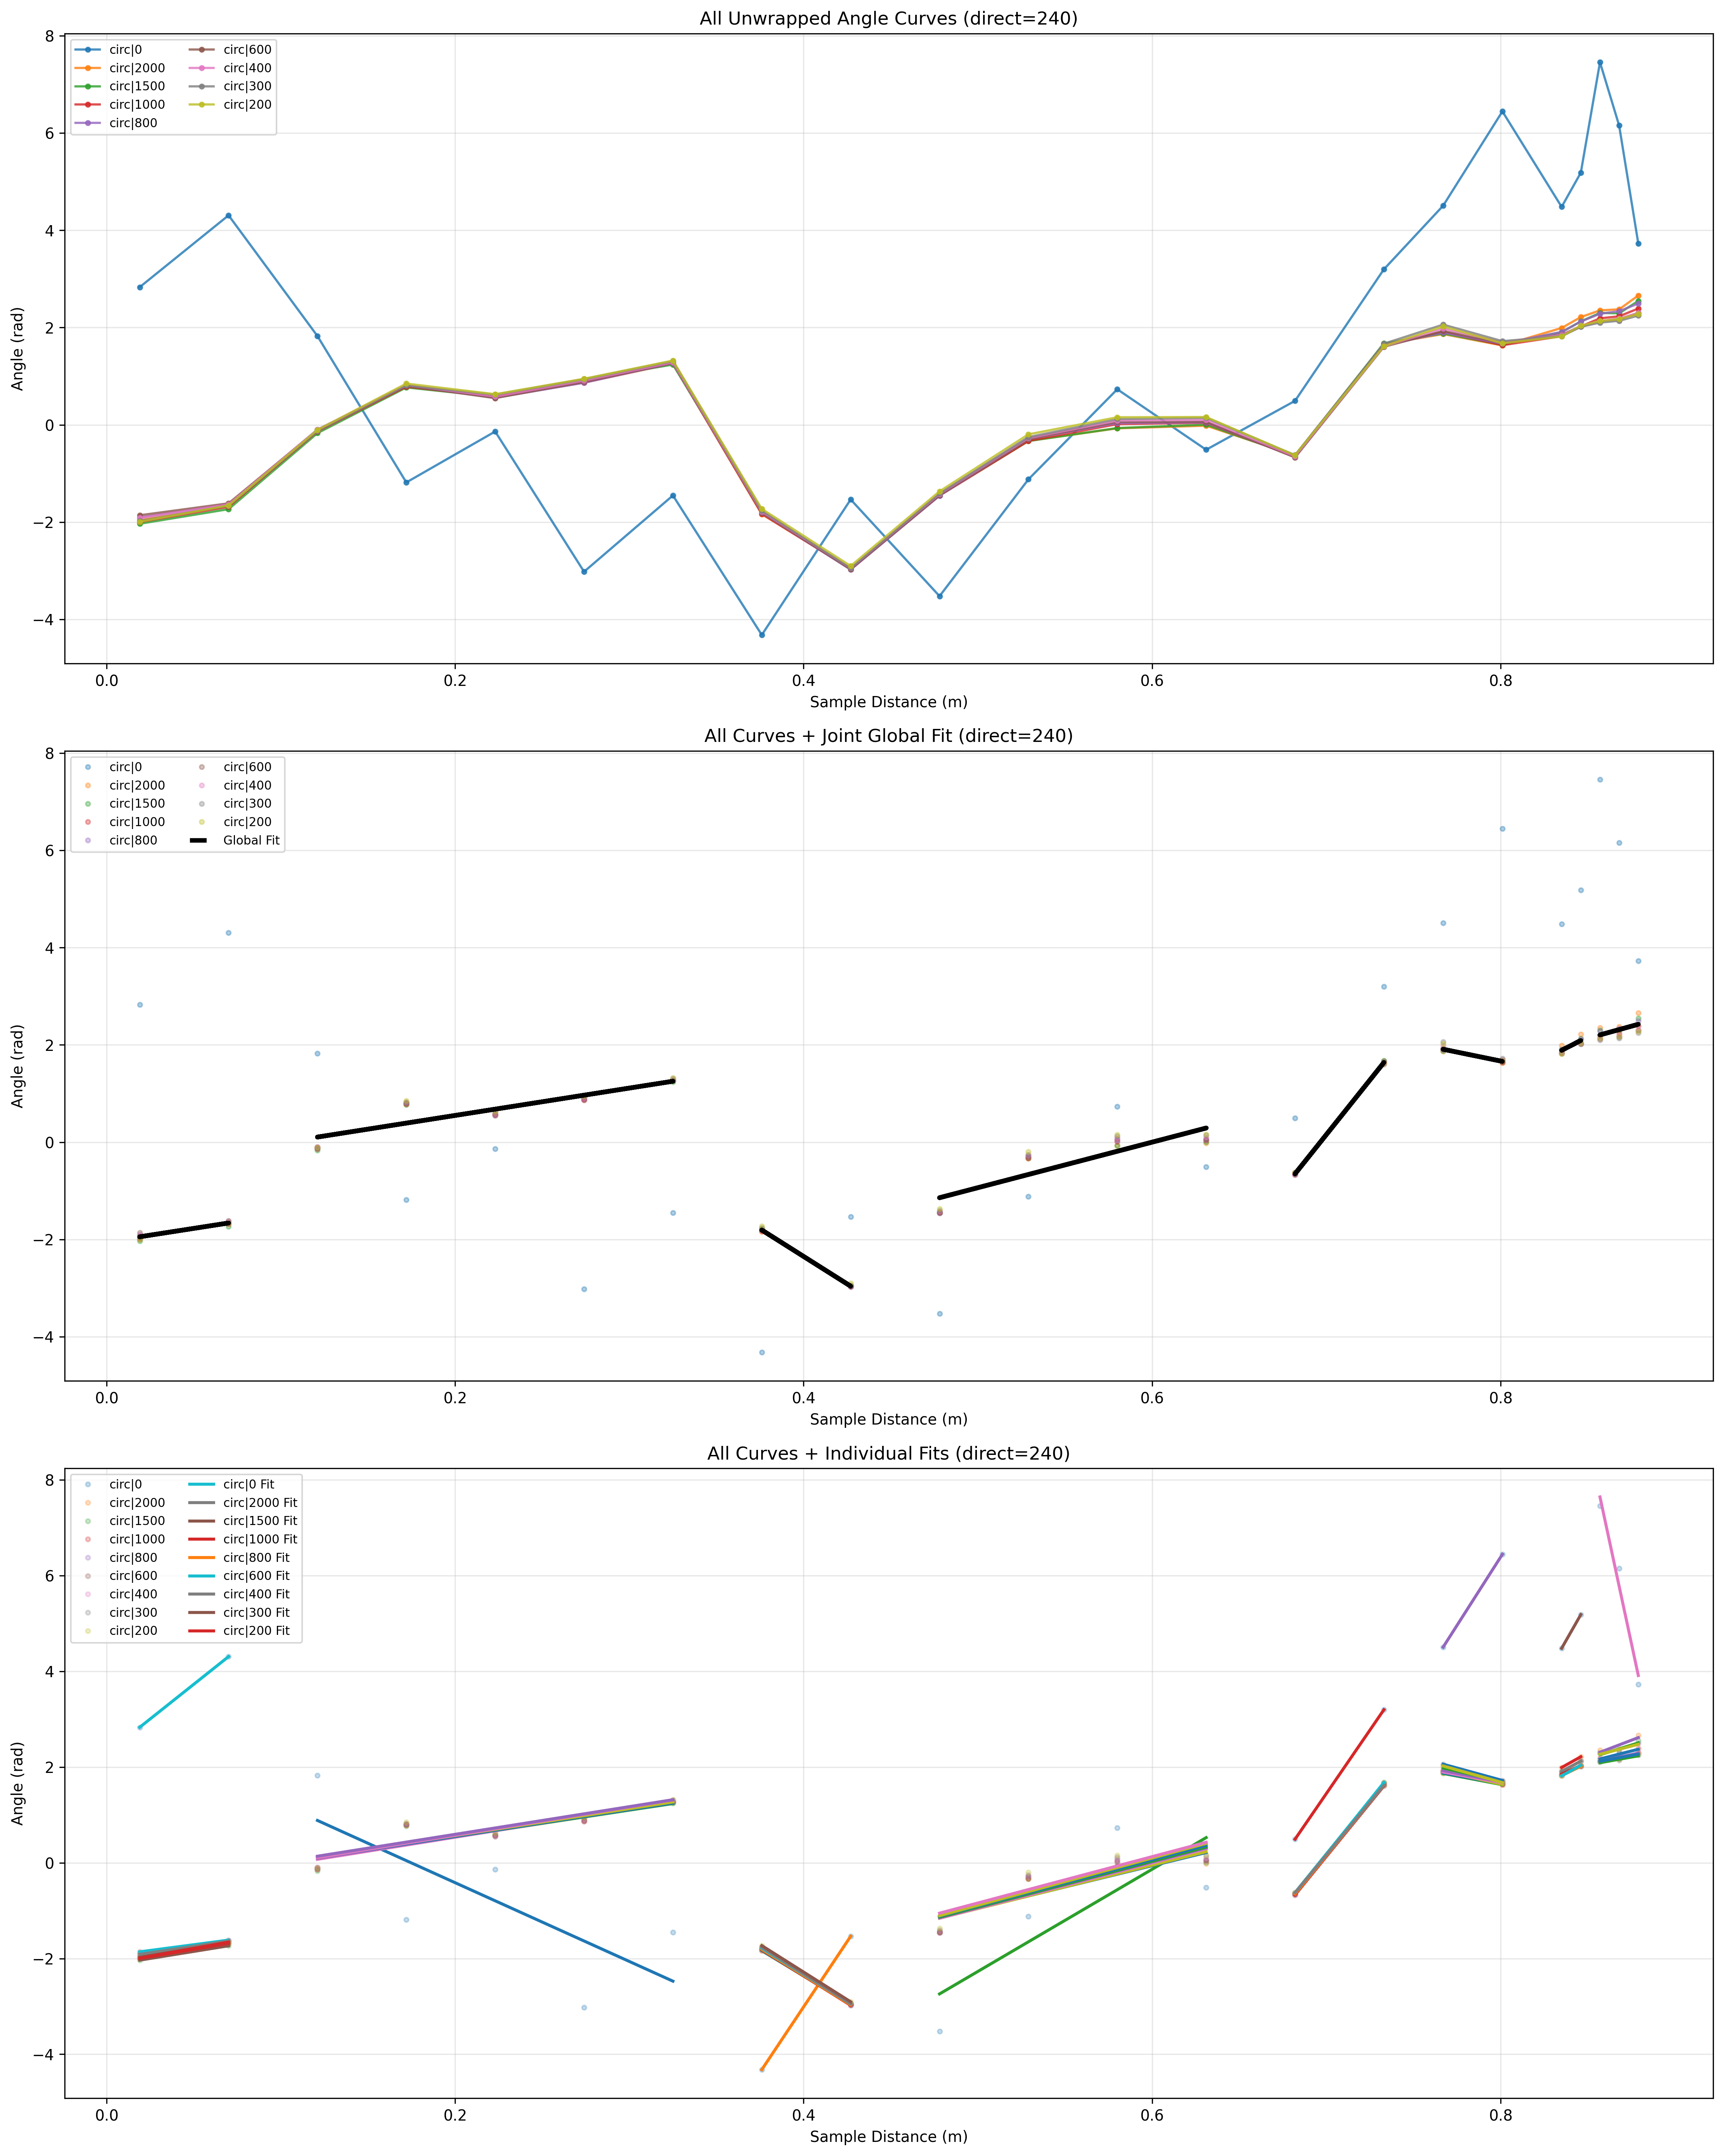 All Unwrapped Angle Curves (direct=240)
circ|0
circ|2000
circ|1500
circ|1000
circ|800
circ|600
circ|400
circ|300
circ|200
8
6
4
2
0
−2
−4
Angle (rad)
0.0 0.2 0.4 0.6 0.8
Sample Distance (m)
All Curves + Joint Global Fit (direct=240)
circ|0
circ|2000
circ|1500
circ|1000
circ|800
circ|600
circ|400
circ|300
circ|200
Global Fit
8
6
4
2
0
−2
−4
Angle (rad)
0.0 0.2 0.4 0.6 0.8
Sample Distance (m)
All Curves + Individual Fits (direct=240)
circ|0
circ|2000
circ|1500
circ|1000
circ|800
circ|600
circ|400
circ|300
circ|200
circ|0 Fit
circ|2000 Fit
circ|1500 Fit
circ|1000 Fit
circ|800 Fit
circ|600 Fit
circ|400 Fit
circ|300 Fit
circ|200 Fit
8
6
4
2
0
−2
−4
Angle (rad)
0.0 0.2 0.4 0.6 0.8
Sample Distance (m)